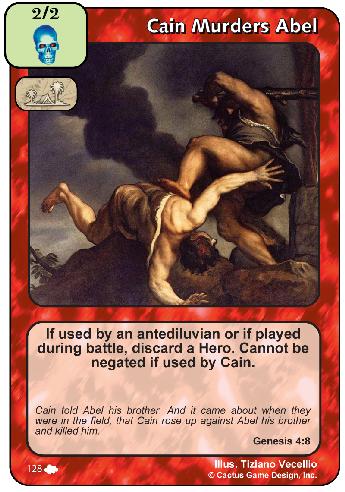 2/2
Cain Murders Abel
If used by an antediluvian or if played
during battle, discard a Hero. Cannot be
negated if used by Cain.
Cain told Abel his brother. And it came about when they
were in the field, that Cain rose up against Abel his brother
and killed him.
Genesis 4:8
Illus. Tiziano Vecellio
128
© Cactus Game Design, Inc.